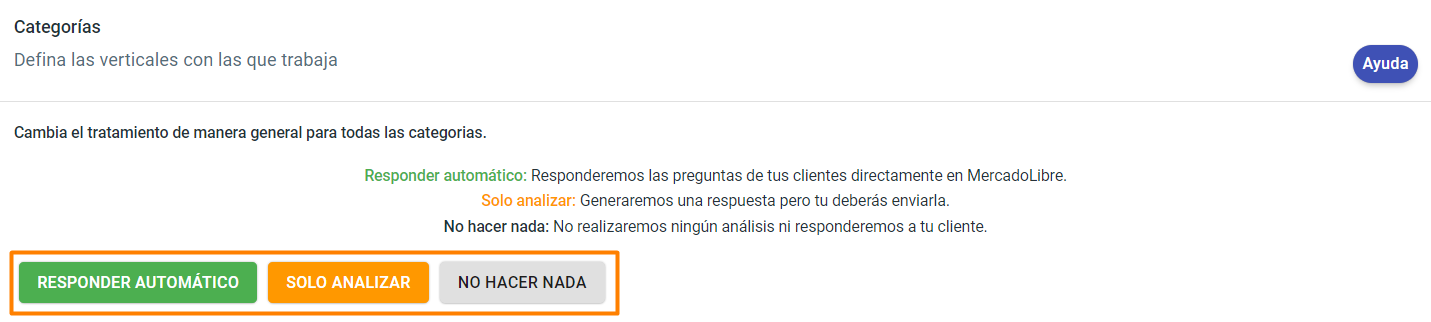 Categorías
Defina las verticales con las que trabaja
Ayuda
Cambia el tratamiento de manera general para todas las categorias.
Responder automático: Responderemos las preguntas de tus clientes directamente en MercadoLibre.
Solo analizar: Generaremos una respuesta pero tu deberás enviarla.
No hacer nada: No realizaremos ningún análisis ni responderemos a tu cliente.
RESPONDER AUTOMÁTICO SOLO ANALIZAR NO HACER NADA